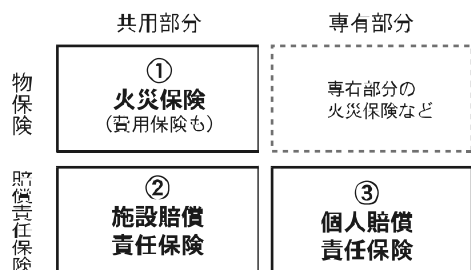 共用部分 専有部分
物保険
①
火災保険
(費用保険も)
専有部分の
火災保険など
賠償責任保険
②
施設賠償
責任保険
③
個人賠償
責任保険